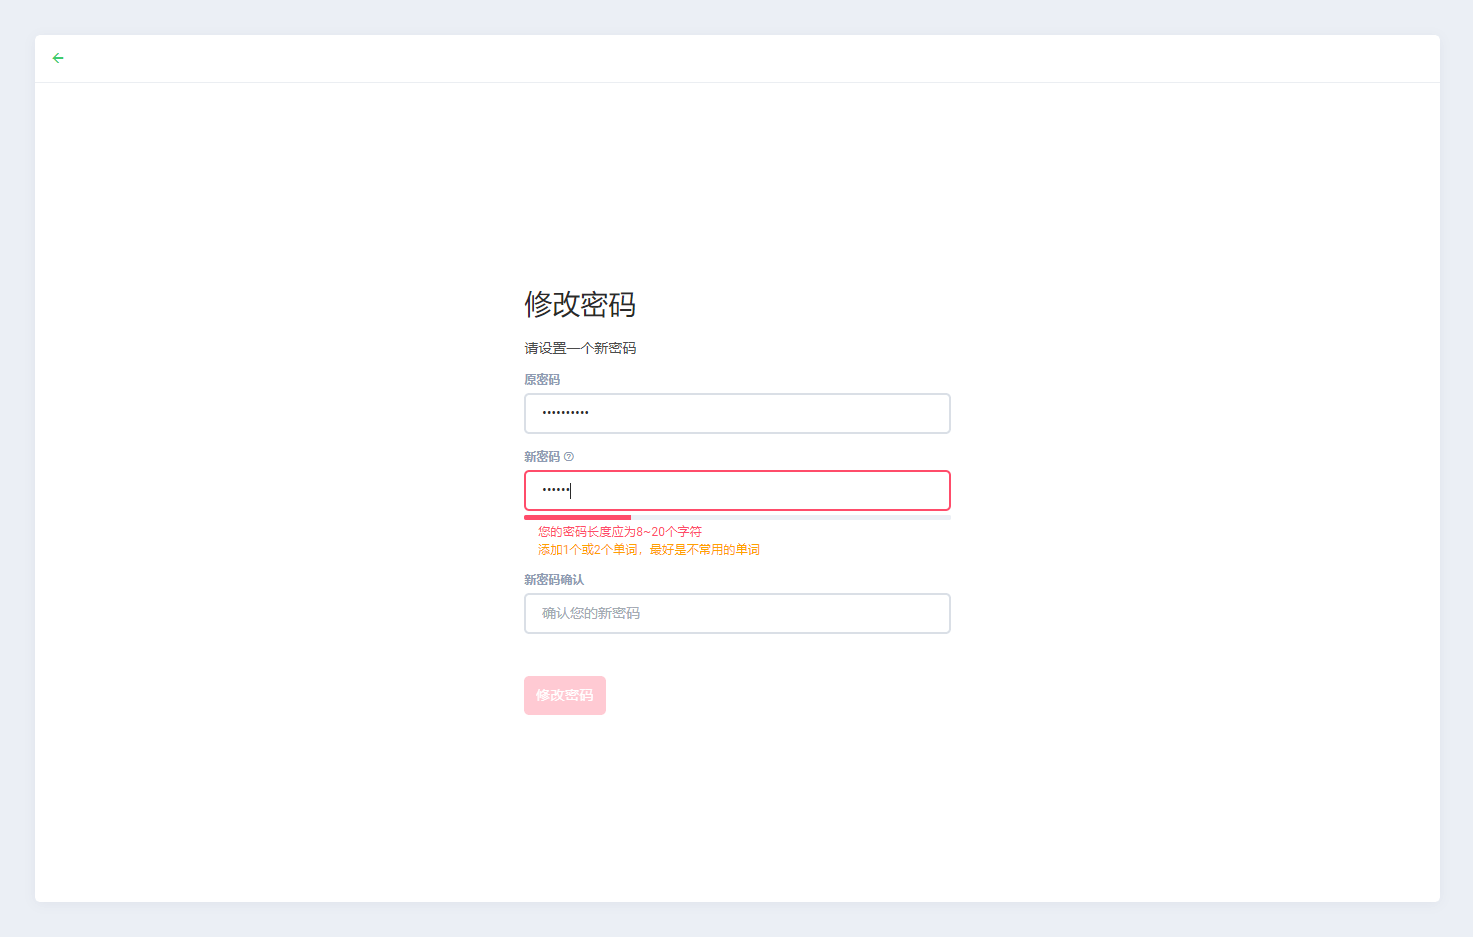 修改密码
请设置一个新密码
原密码
••••••••••
新密码
••••••
您的密码长度应为8~20个字符
添加1个或2个单词，最好是不常用的单词
新密码确认
确认您的新密码
修改密码